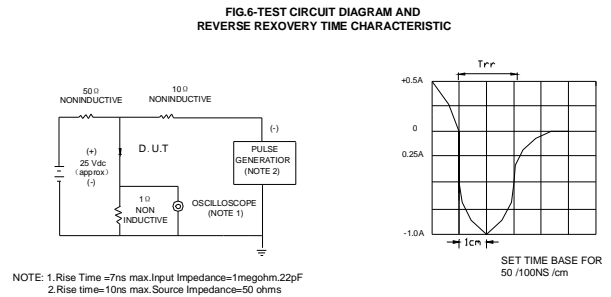 FIG.6-TEST CIRCUIT DIAGRAM AND
REVERSE REXOVERY TIME CHARACTERISTIC
50Ω
NONINDUCTIVE
10Ω
NONINDUCTIVE
(+)
25 Vdc
(approx)
(-)
D. U.T
1Ω
NON
INDUCTIVE
OSCILLOSCOPE
(NOTE 1)
(-)
PULSE
GENERATIOR
(NOTE 2)
NOTE: 1.Rise Time =7ns max.Input Impedance=1megohm.22pF
2.Rise time=10ns max.Source Impedance=50 ohms
Trr
+0.5A
0
0.25A
-1.0A
1cm
SET TIME BASE FOR
50 /100NS /cm